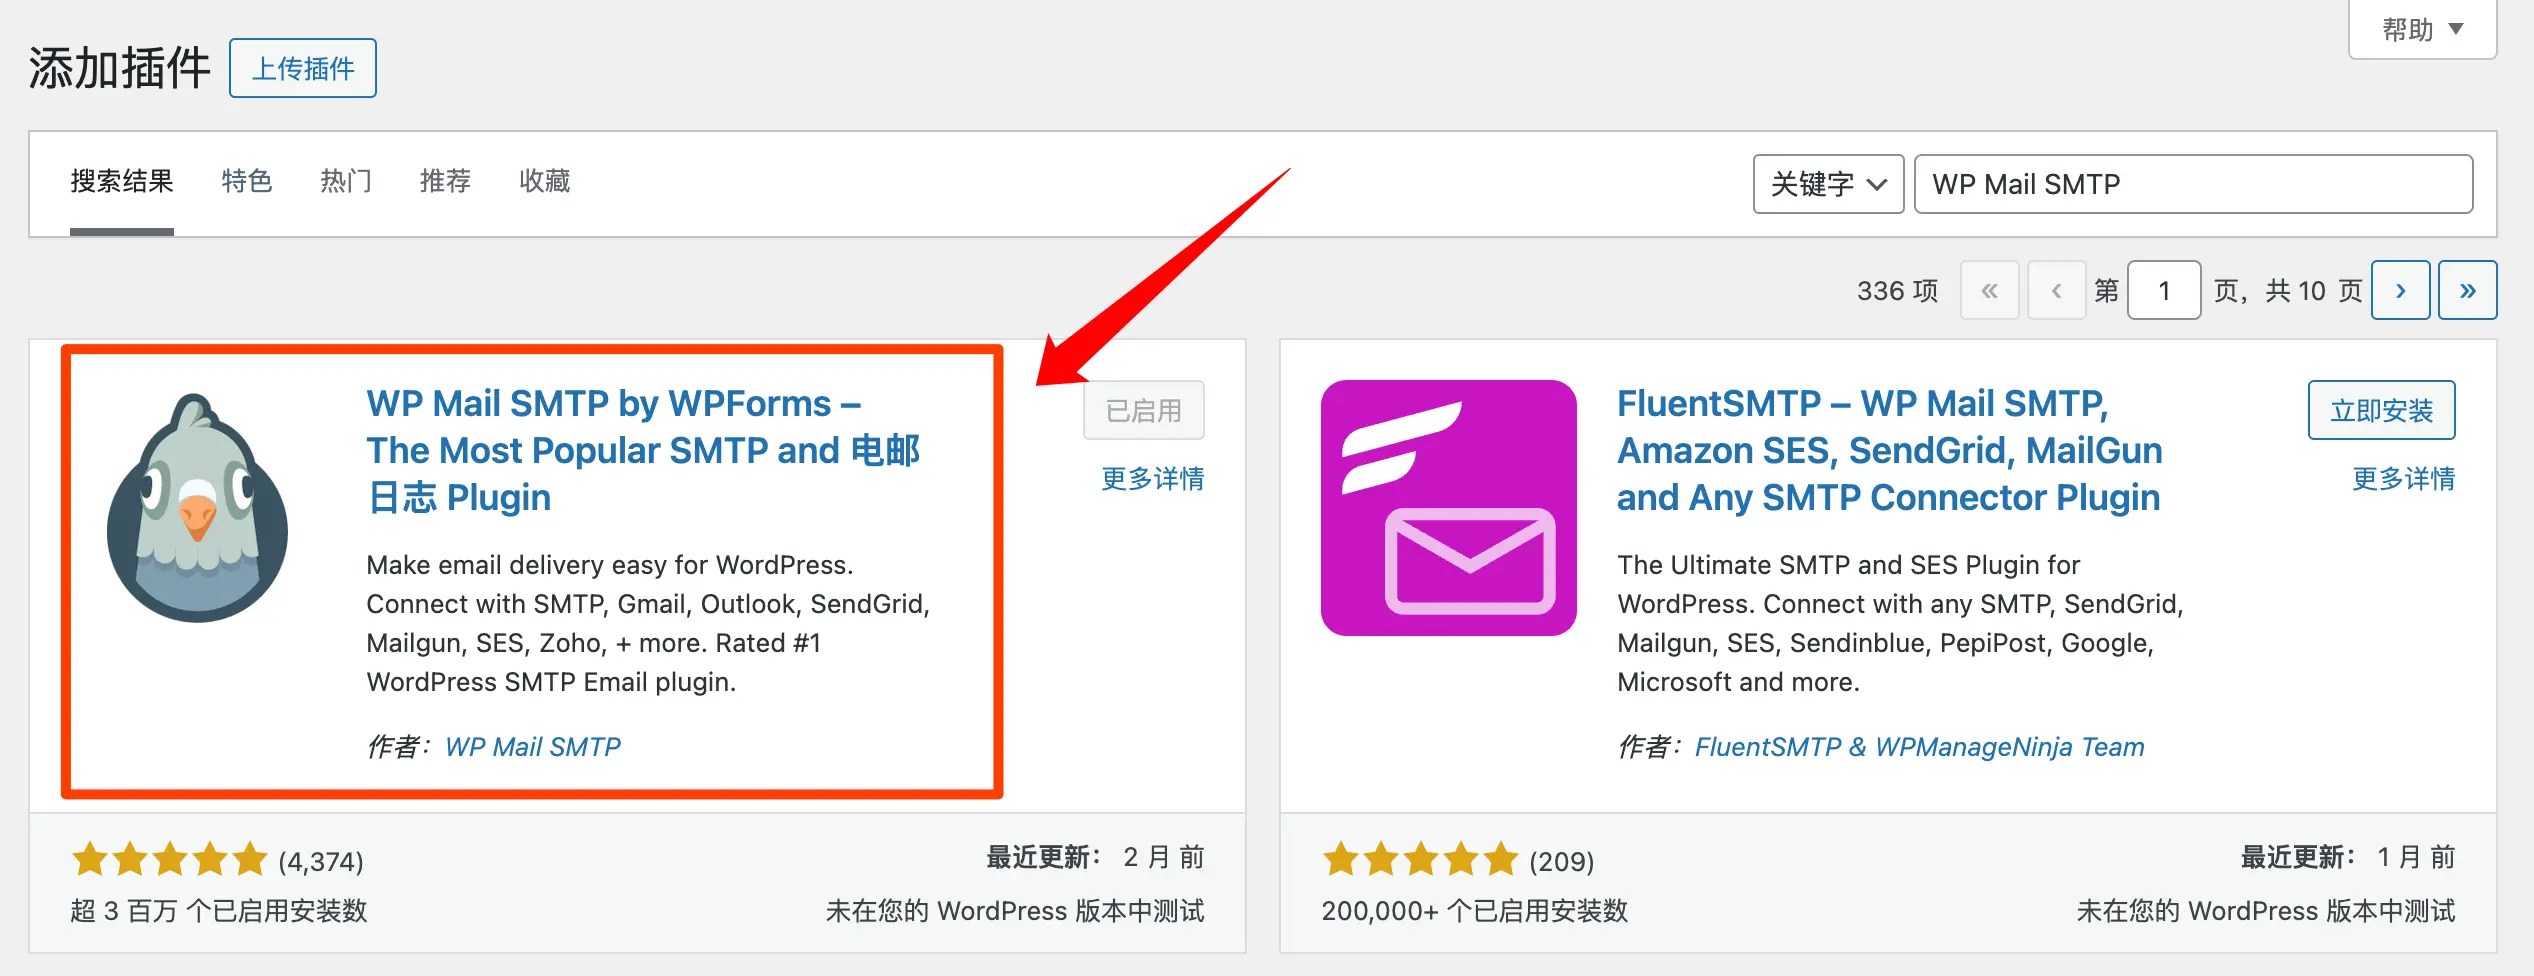 帮助 ▼
添加插件 上传插件
搜索结果 特色 热门 推荐 收藏 关键字 WP Mail SMTP
336 项 « ‹ 第 1 页，共 10 页 › »
WP Mail SMTP by WPForms –
The Most Popular SMTP and 电邮
日志 Plugin
已启用
更多详情
Make email delivery easy for WordPress.
Connect with SMTP, Gmail, Outlook, SendGrid,
Mailgun, SES, Zoho, + more. Rated #1
WordPress SMTP Email plugin.
作者：WP Mail SMTP
(4,374)
超 3 百万 个已启用安装数
最近更新： 2 月 前
未在您的 WordPress 版本中测试
FluentSMTP – WP Mail SMTP,
Amazon SES, SendGrid, MailGun
and Any SMTP Connector Plugin
立即安装
更多详情
The Ultimate SMTP and SES Plugin for
WordPress. Connect with any SMTP, SendGrid,
Mailgun, SES, Sendinblue, PepiPost, Google,
Microsoft and more.
作者：FluentSMTP & WPManageNinja Team
(209)
200,000+ 个已启用安装数
最近更新： 1 月 前
未在您的 WordPress 版本中测试